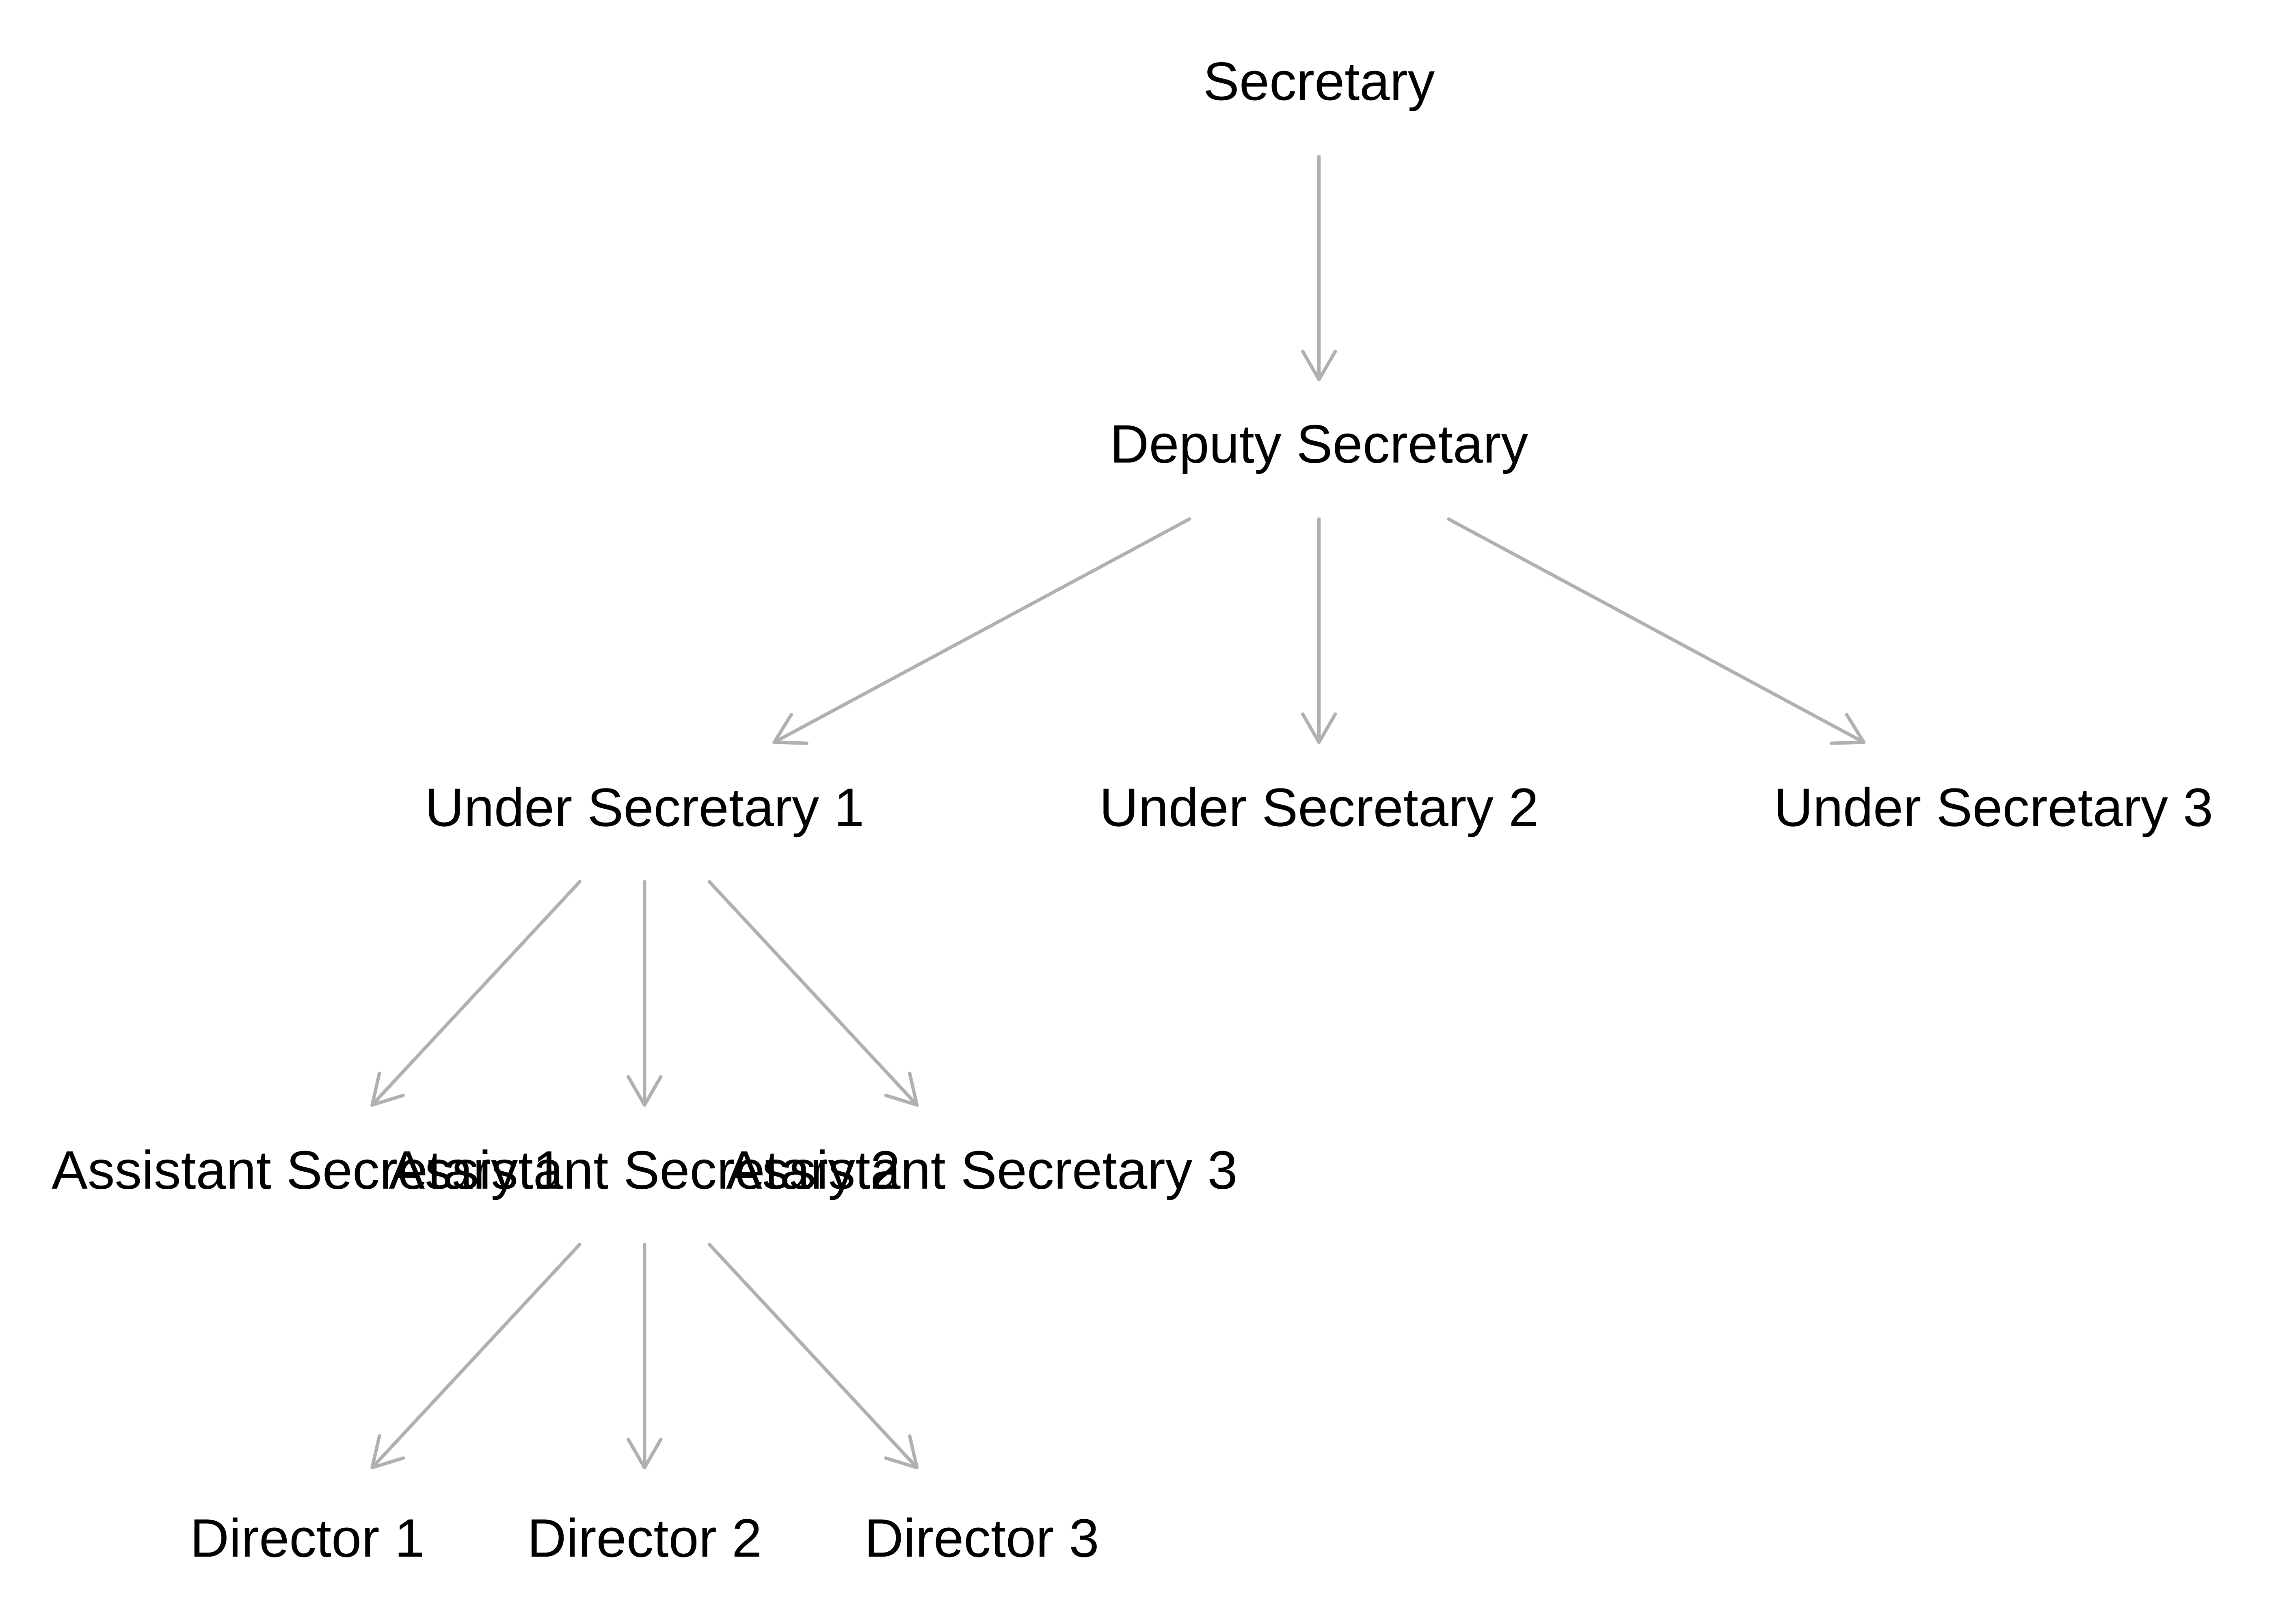 Secretary
Deputy Secretary
Under Secretary 1
Under Secretary 2
Under Secretary 3
Assistant Secretary 1
Assistant Secretary 2
Assistant Secretary 3
Director 1
Director 2
Director 3